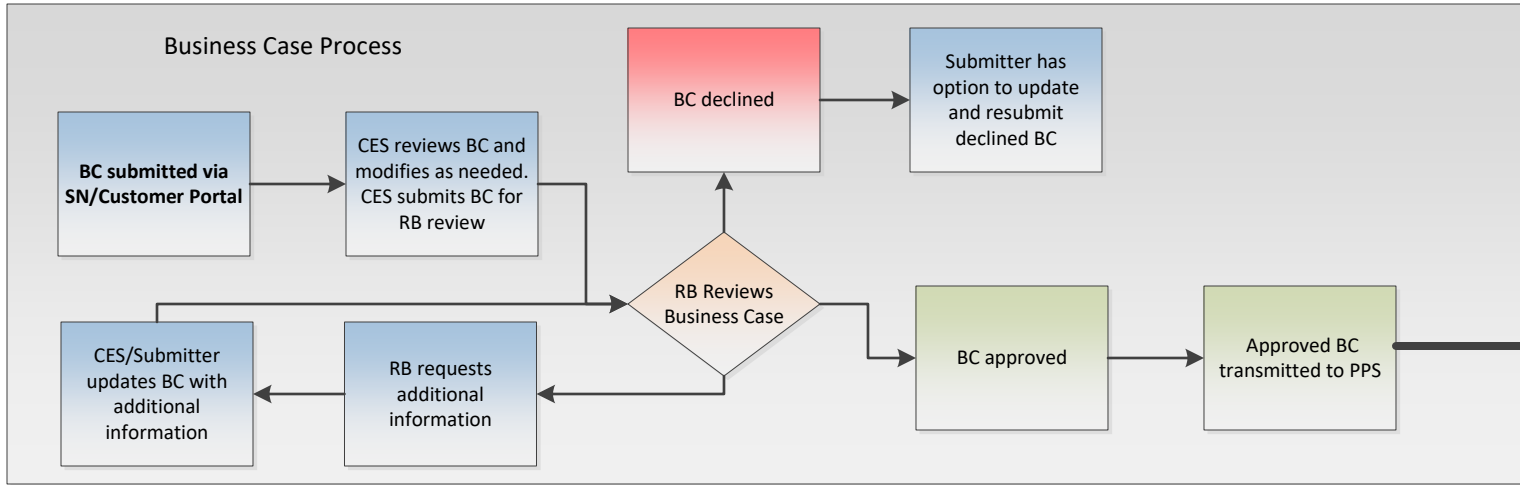 Business Case Process
BC submitted via
SN/Customer Portal
CES reviews BC and
modifies as needed.
CES submits BC for
RB review
BC declined
Submitter has
option to update
and resubmit
declined BC
RB Reviews
Business Case
BC approved
Approved BC
transmitted to PPS
RB requests
additional
information
CES/Submitter
updates BC with
additional
information